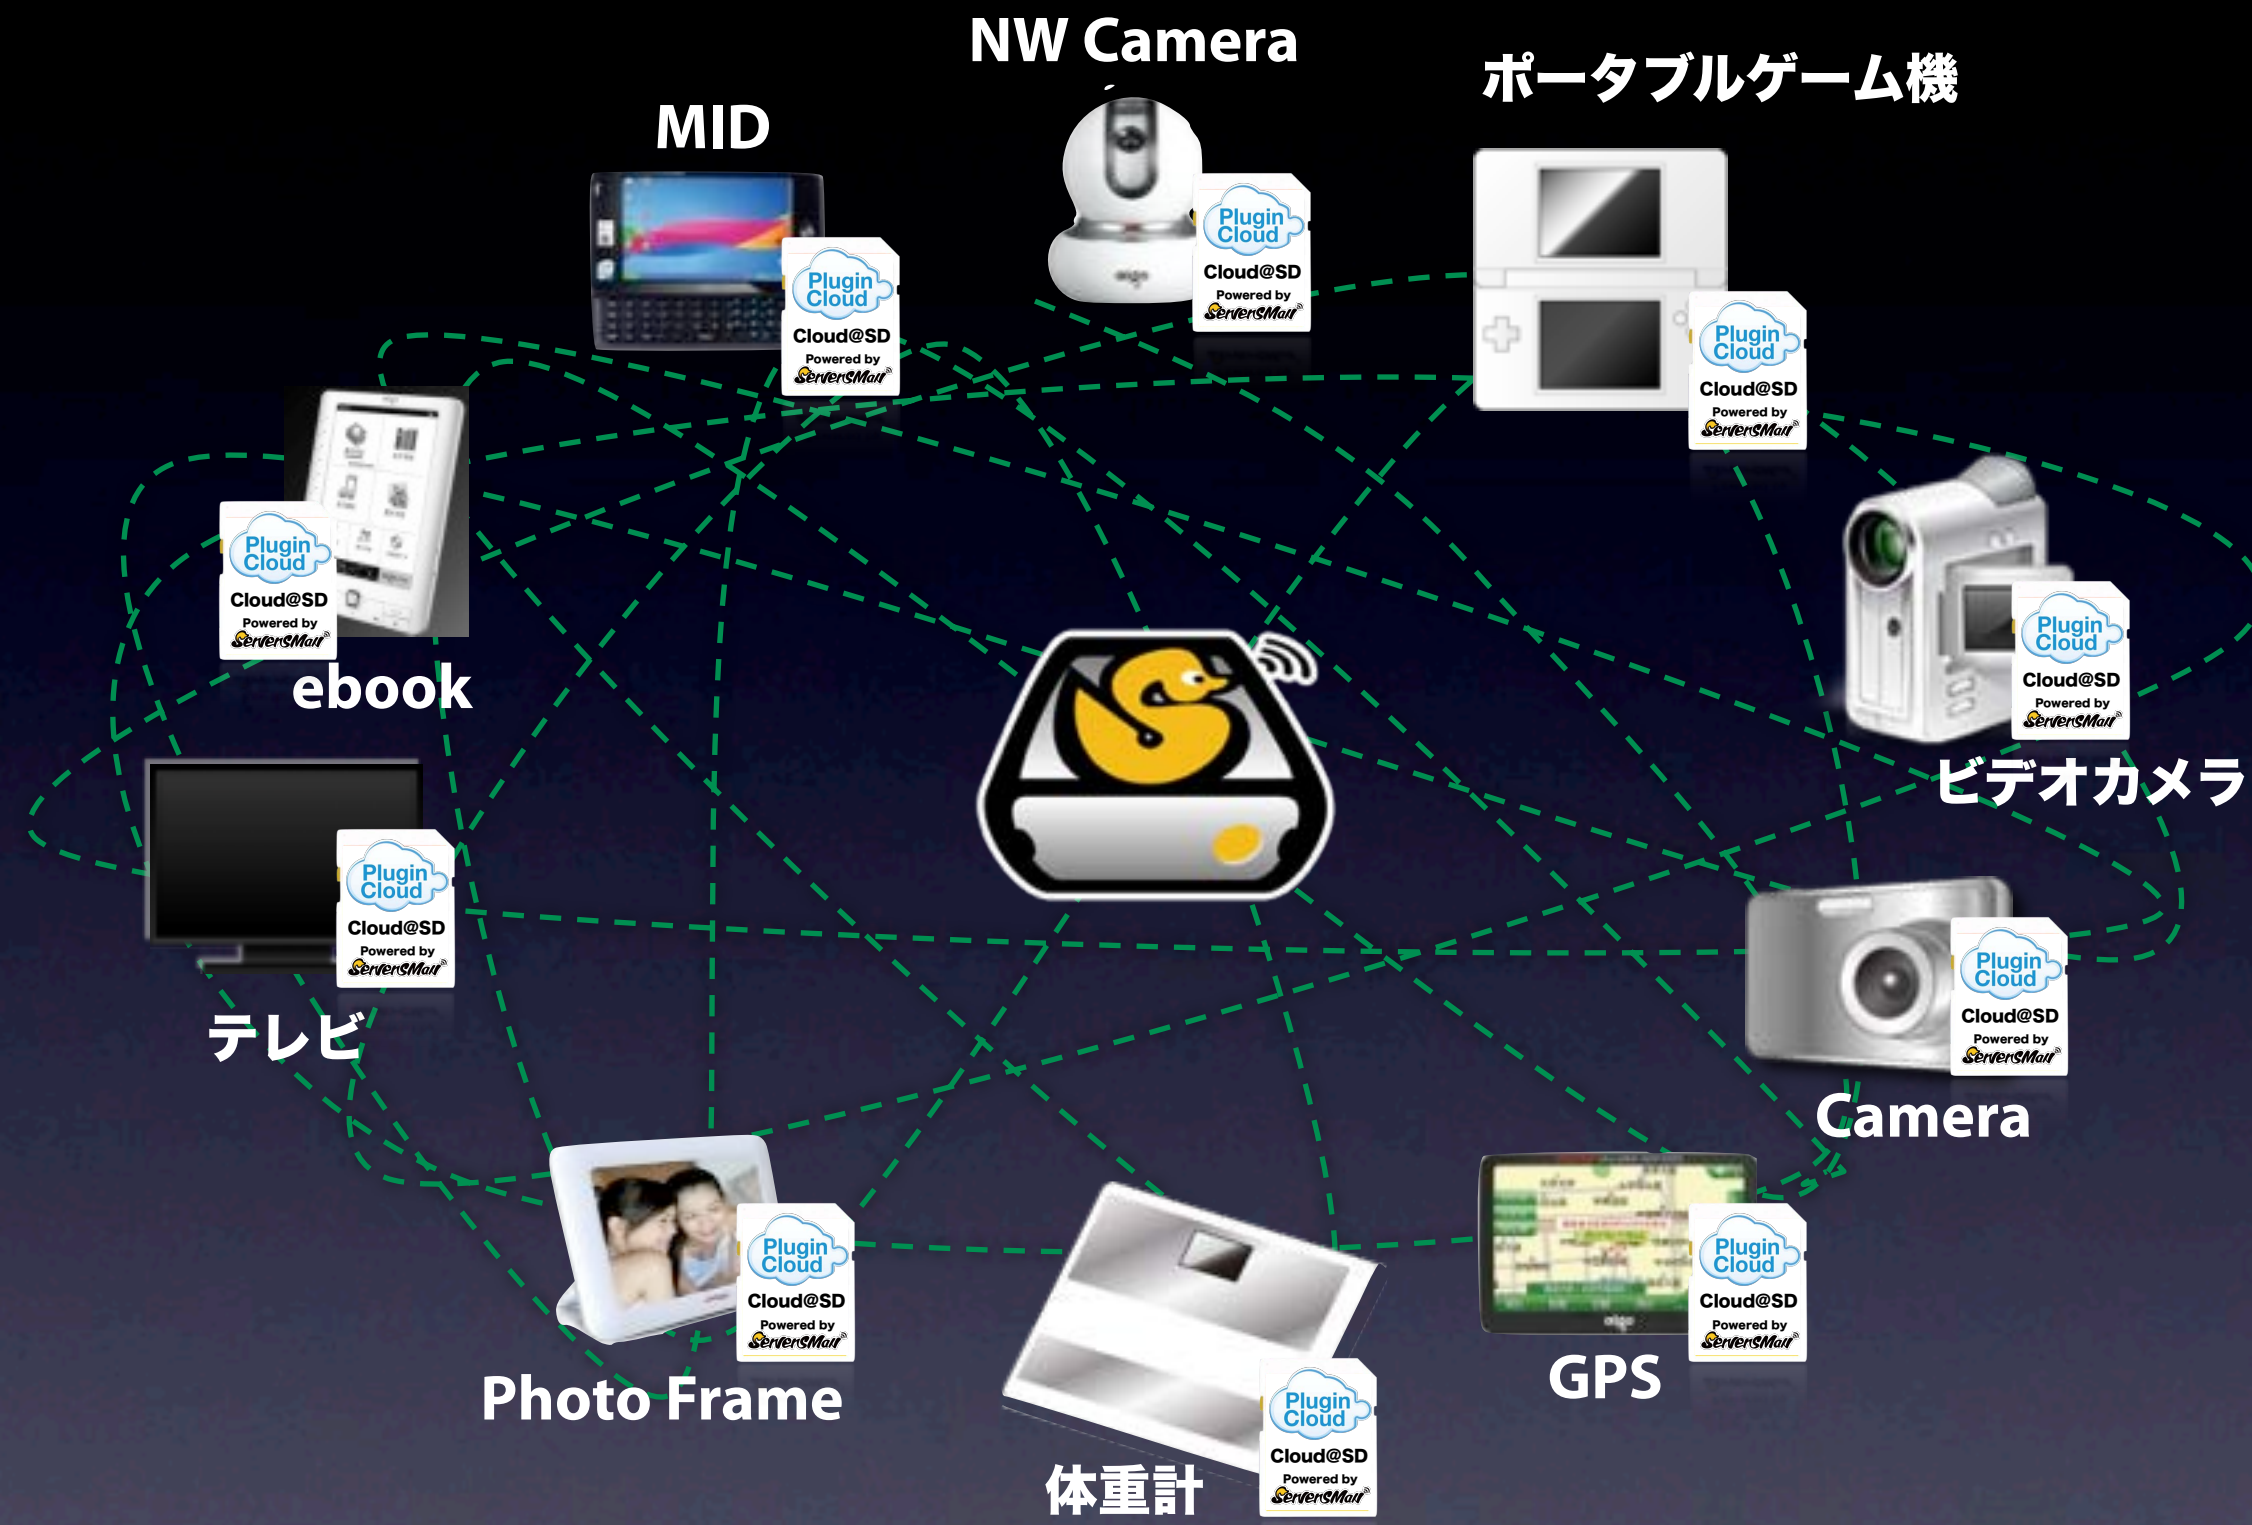 NW Camera
ポータブルゲーム機
MID
Plugin
Cloud
Cloud@SD
Powered by
ServersMan
Plugin
Cloud
Cloud@SD
Powered by
ServersMan
Plugin
Cloud
Cloud@SD
Powered by
ServersMan
Plugin
Cloud
Cloud@SD
Powered by
ServersMan
ebook
Plugin
Cloud
Cloud@SD
Powered by
ServersMan
ビデオカメラ
Plugin
Cloud
Cloud@SD
Powered by
ServersMan
テレビ
Plugin
Cloud
Cloud@SD
Powered by
ServersMan
Camera
Plugin
Cloud
Cloud@SD
Powered by
ServersMan
Photo Frame
Plugin
Cloud
Cloud@SD
Powered by
ServersMan
GPS
Plugin
Cloud
Cloud@SD
Powered by
ServersMan
体重計